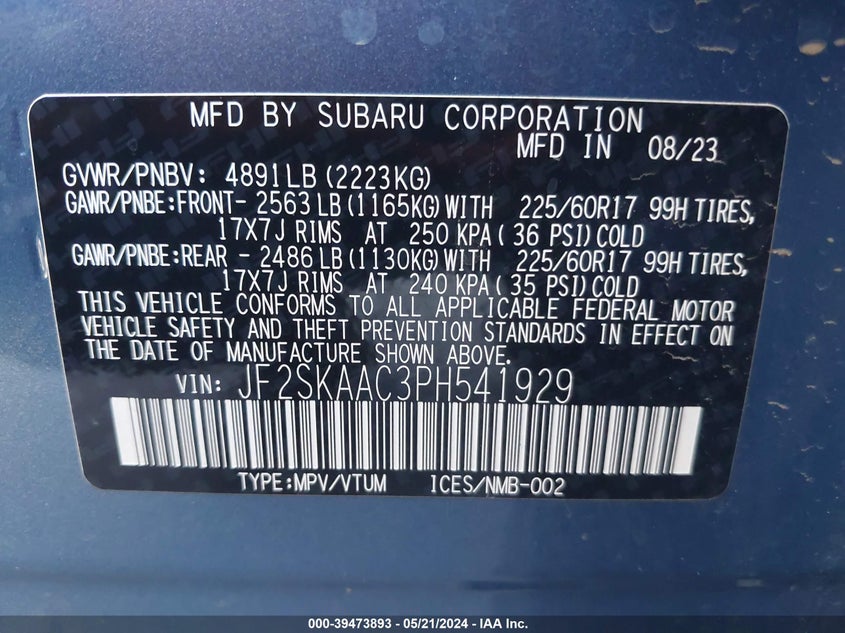 MFD BY SUBARU CORPORATION
MFD IN 08/23
GVWR/PNBV: 4891LB (2223KG)
GAWR/PNBE:FRONT- 2563 LB (1165KG) WITH 225/60R17 99H TIRES,
17X7J RIMS AT 250 KPA ( 36 PSI) COLD
GAWR/PNBE:REAR - 2486 LB (1130KG) WITH 225/60R17 99H TIRES,
17X7J RIMS AT 240 KPA ( 35 PSI) COLD
THIS VEHICLE CONFORMS TO ALL APPLICABLE FEDERAL MOTOR
VEHICLE SAFETY AND THEFT PREVENTION STANDARDS IN EFFECT ON
THE DATE OF MANUFACTURE SHOWN ABOVE.
VIN: JF2SKAAC3PH541929
TYPE:MPV/VTUM ICES/NMB-002
000-39473893 - 05/21/2024 - IAA Inc.